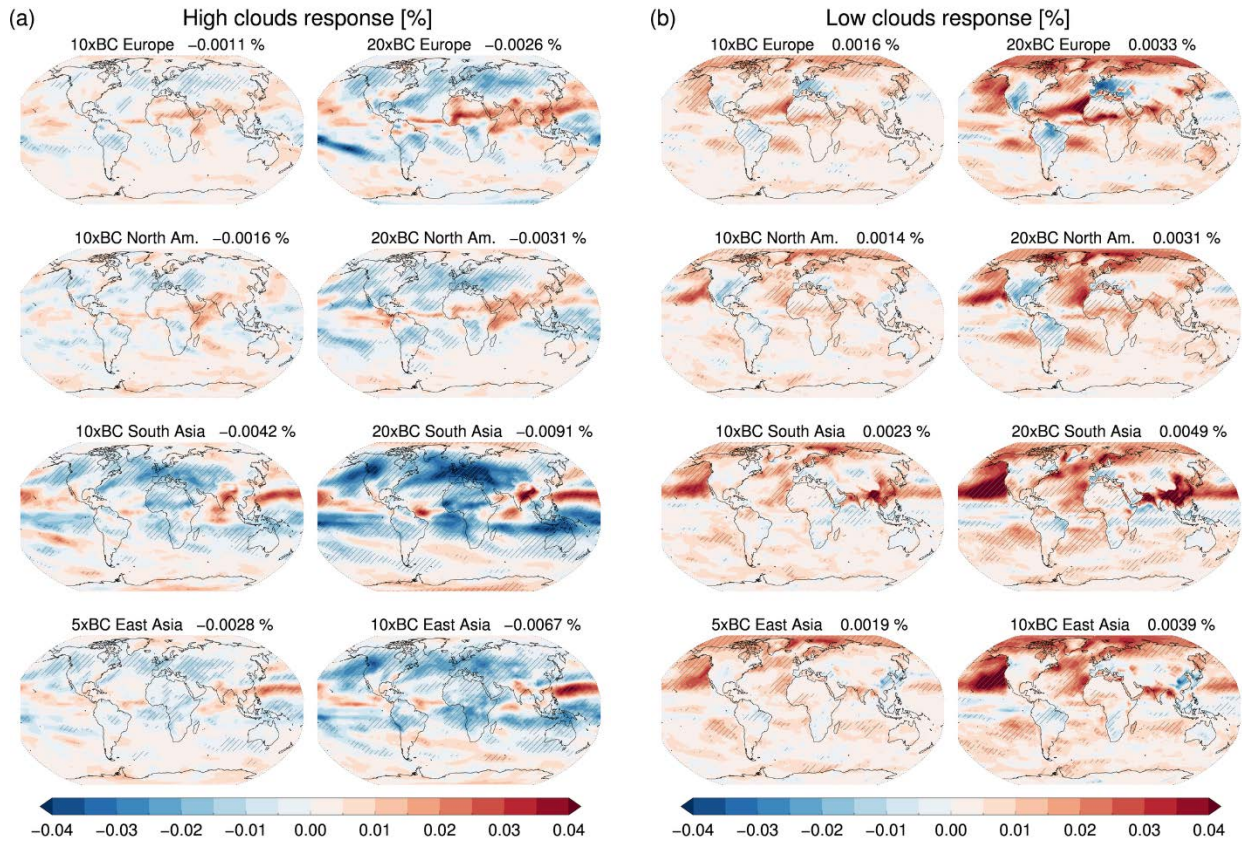 (a) High clouds response [%]
10xBC Europe −0.0011 %
20xBC Europe −0.0026 %
10xBC North Am. −0.0016 %
20xBC North Am. −0.0031 %
10xBC South Asia −0.0042 %
20xBC South Asia −0.0091 %
5xBC East Asia −0.0028 %
10xBC East Asia −0.0067 %
−0.04 −0.03 −0.02 −0.01 0.00 0.01 0.02 0.03 0.04
(b) Low clouds response [%]
10xBC Europe 0.0016 %
20xBC Europe 0.0033 %
10xBC North Am. 0.0014 %
20xBC North Am. 0.0031 %
10xBC South Asia 0.0023 %
20xBC South Asia 0.0049 %
5xBC East Asia 0.0019 %
10xBC East Asia 0.0039 %
−0.04 −0.03 −0.02 −0.01 0.00 0.01 0.02 0.03 0.04